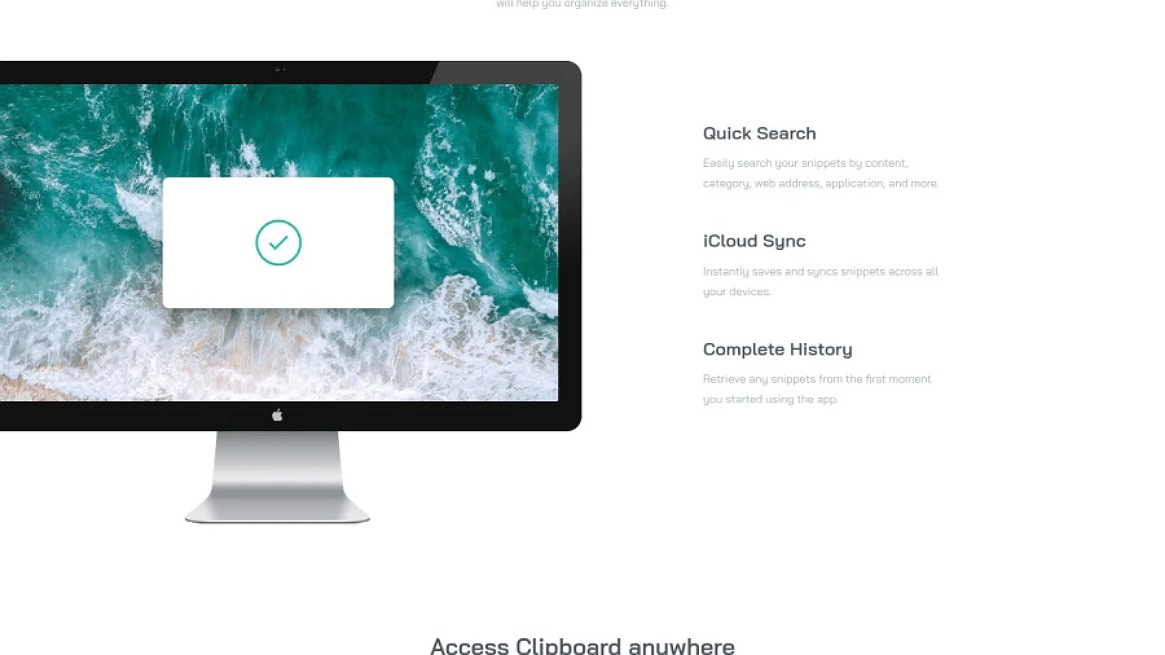 will help you organize everything.
Quick Search
Easily search your snippets by content,
category, web address, application, and more.
iCloud Sync
Instantly saves and syncs snippets across all
your devices.
Complete History
Retrieve any snippets from the first moment
you started using the app.
Access Clipboard anywhere